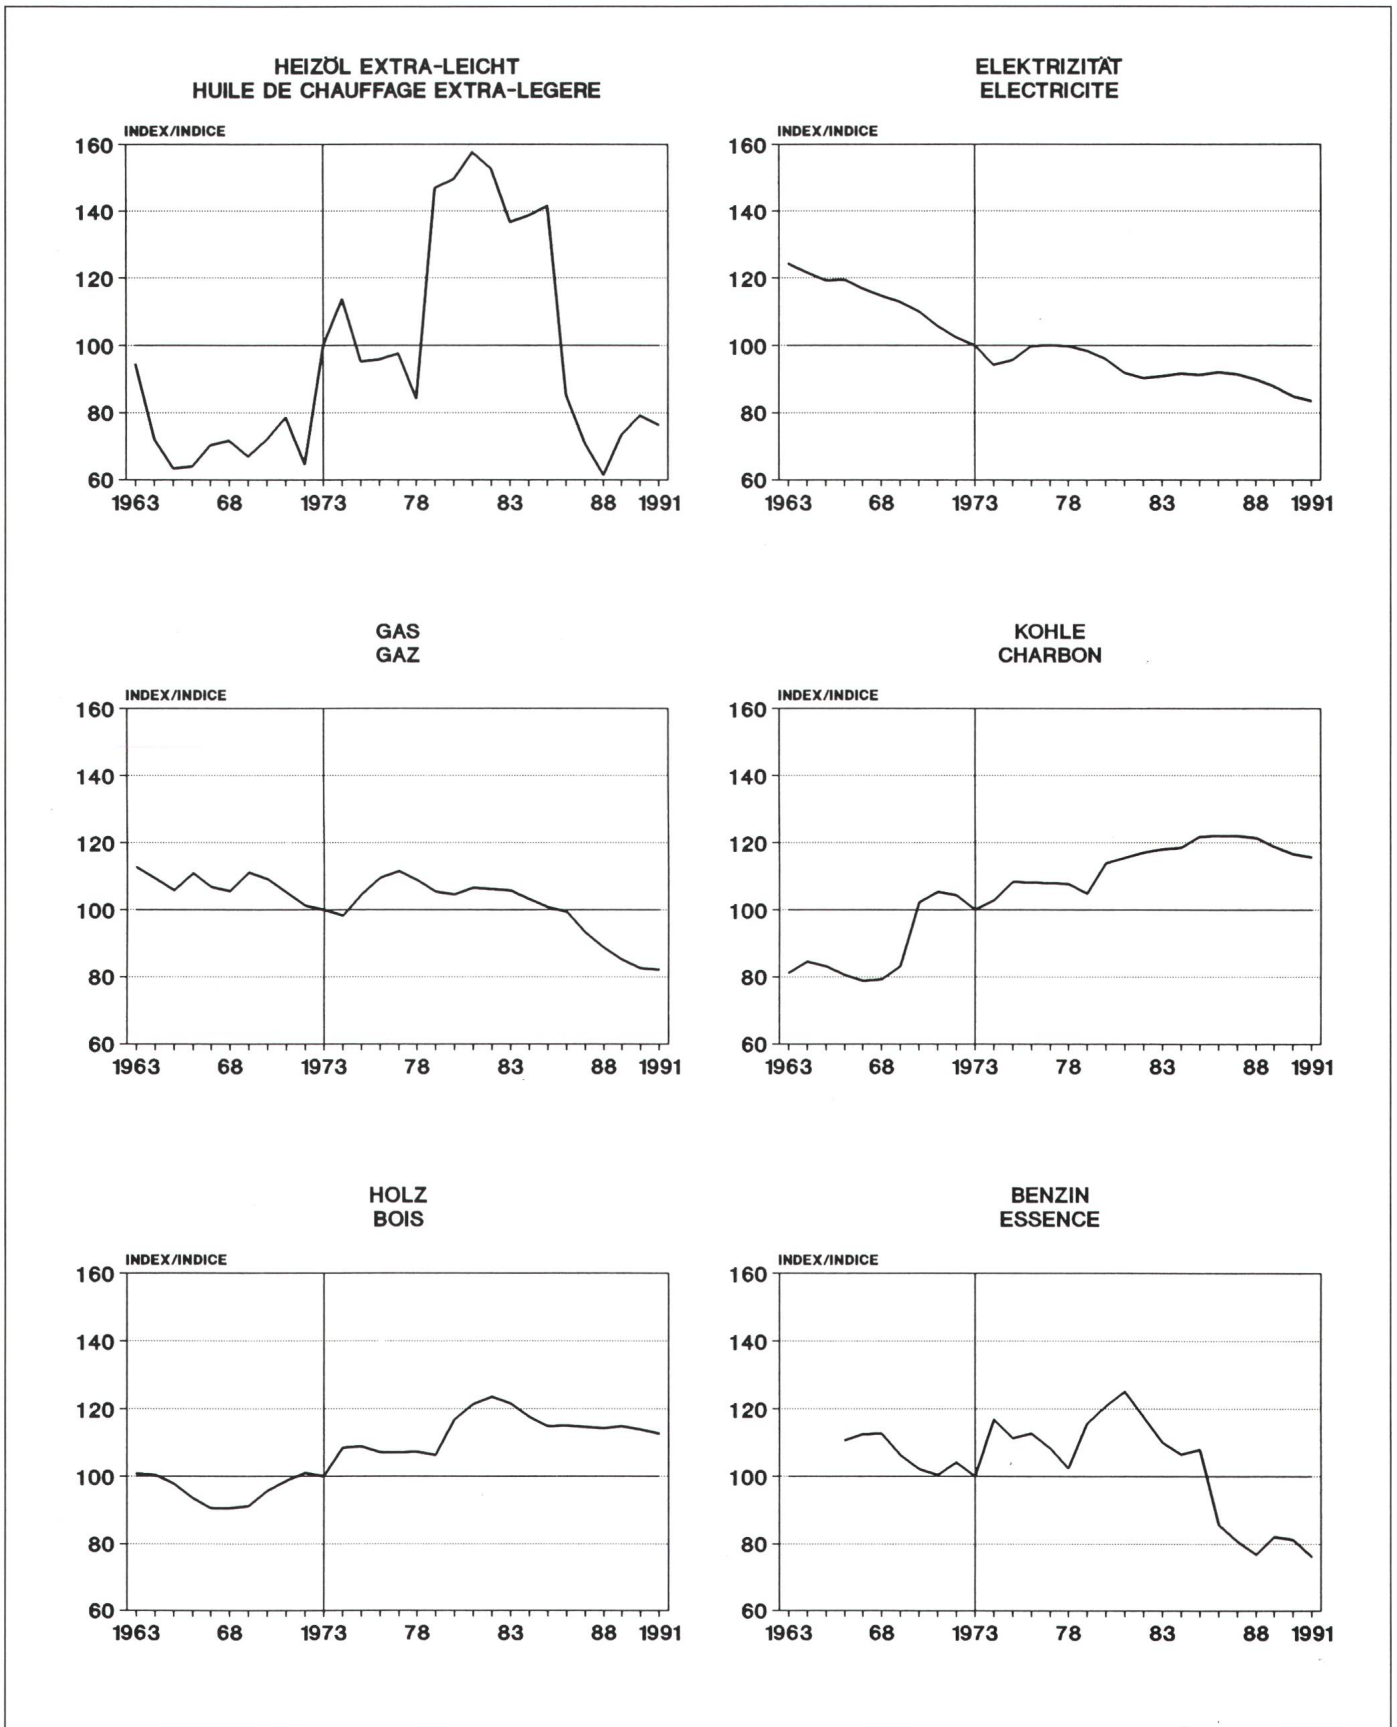 HEIZÖL EXTRA-LEICHT
HUILE DE CHAUFFAGE EXTRA-LEGERE
INDEX/INDICE
160
140
120
100
80
60
1963 68 1973 78 83 88 1991
ELEKTRIZITÄT
ELECTRICITE
INDEX/INDICE
160
140
120
100
80
60
1963 68 1973 78 83 88 1991
GAS
GAZ
INDEX/INDICE
160
140
120
100
80
60
1963 68 1973 78 83 88 1991
KOHLE
CHARBON
INDEX/INDICE
160
140
120
100
80
60
1963 68 1973 78 83 88 1991
HOLZ
BOIS
INDEX/INDICE
160
140
120
100
80
60
1963 68 1973 78 83 88 1991
BENZIN
ESSENCE
INDEX/INDICE
160
140
120
100
80
60
1963 68 1973 78 83 88 1991